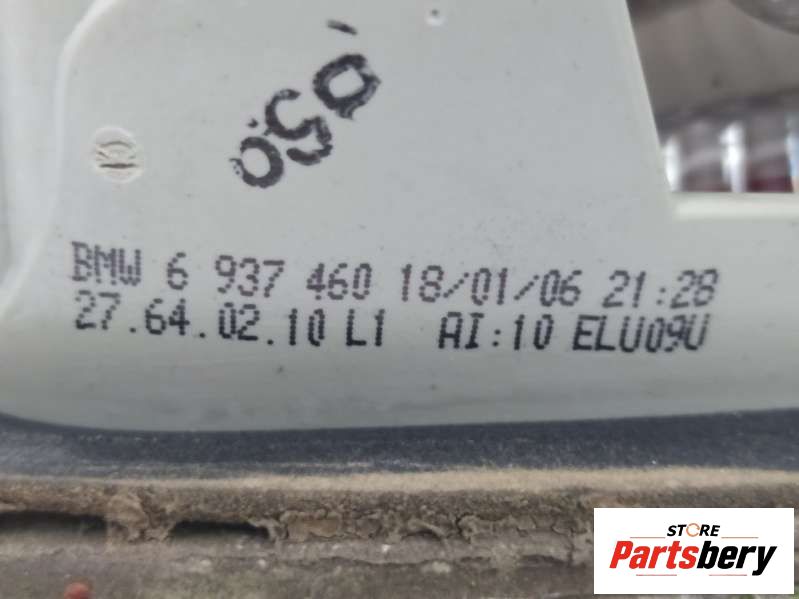 050
BMW 6 937 460 18/01/06 21:28
27.64.02.10 L1 AI:10 ELU09U
STORE
Partsbery